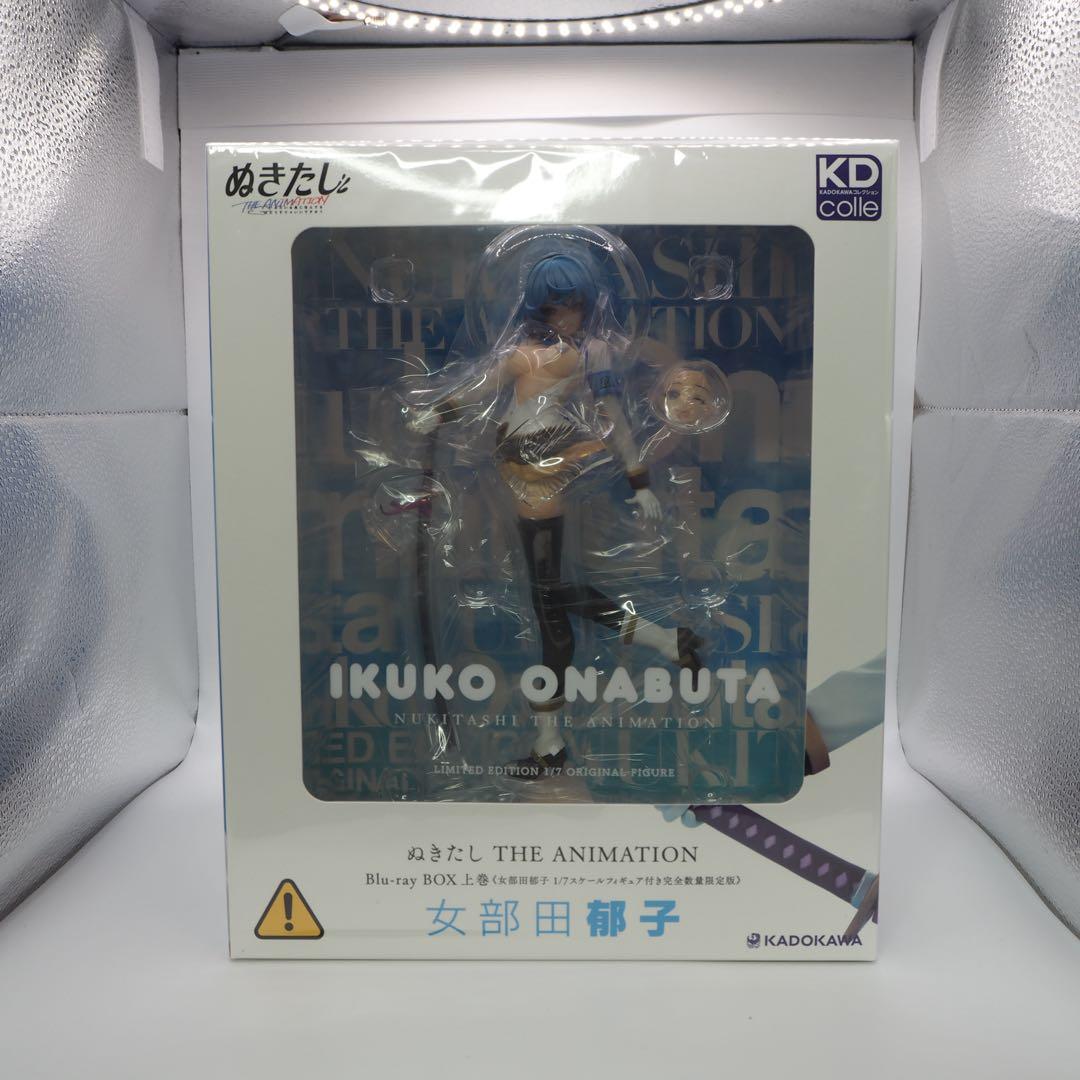 ぬきたし
THE ANIMATION
KD
KADOKAWAコレクション
colle
THE ANIMATION
IKUKO ONABUTA
NUKITASHI THE ANIMATION
LIMITED EDITION 1/7 ORIGINAL FIGURE
ぬきたし THE ANIMATION
Blu-ray BOX 上巻〈女部田郁子 1/7スケールフィギュア付き完全数量限定版〉
女部田郁子
KADOKAWA